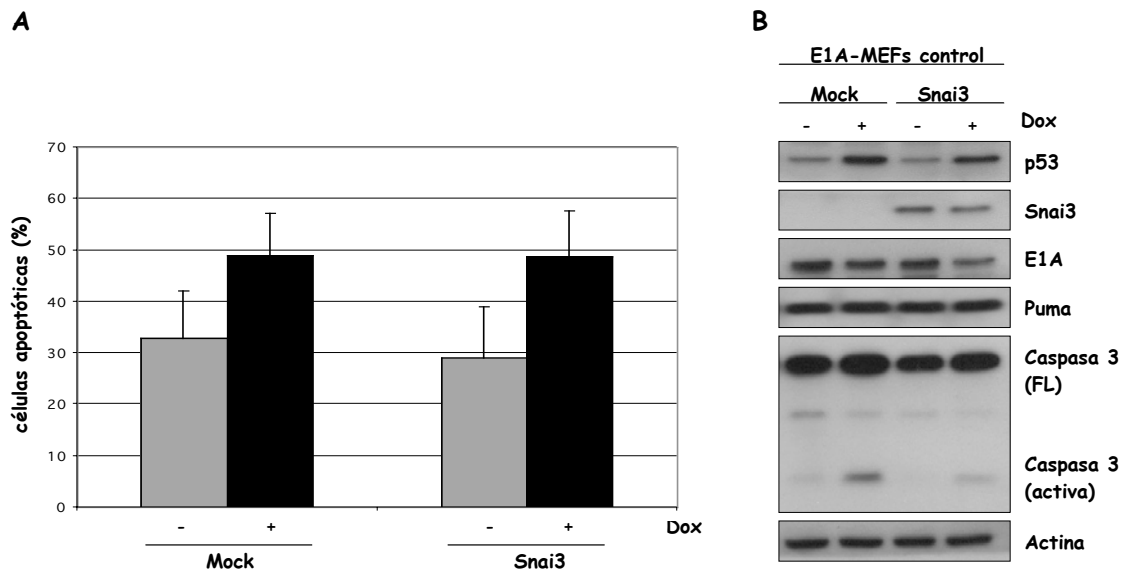 A
células apoptóticas (%)
70
60
50
40
30
20
10
0
- + - + Dox
Mock Snai3
B
E1A-MEFs control
Mock Snai3
- + - + Dox
p53
Snai3
E1A
Puma
Caspasa 3
(FL)
Caspasa 3
(activa)
Actina